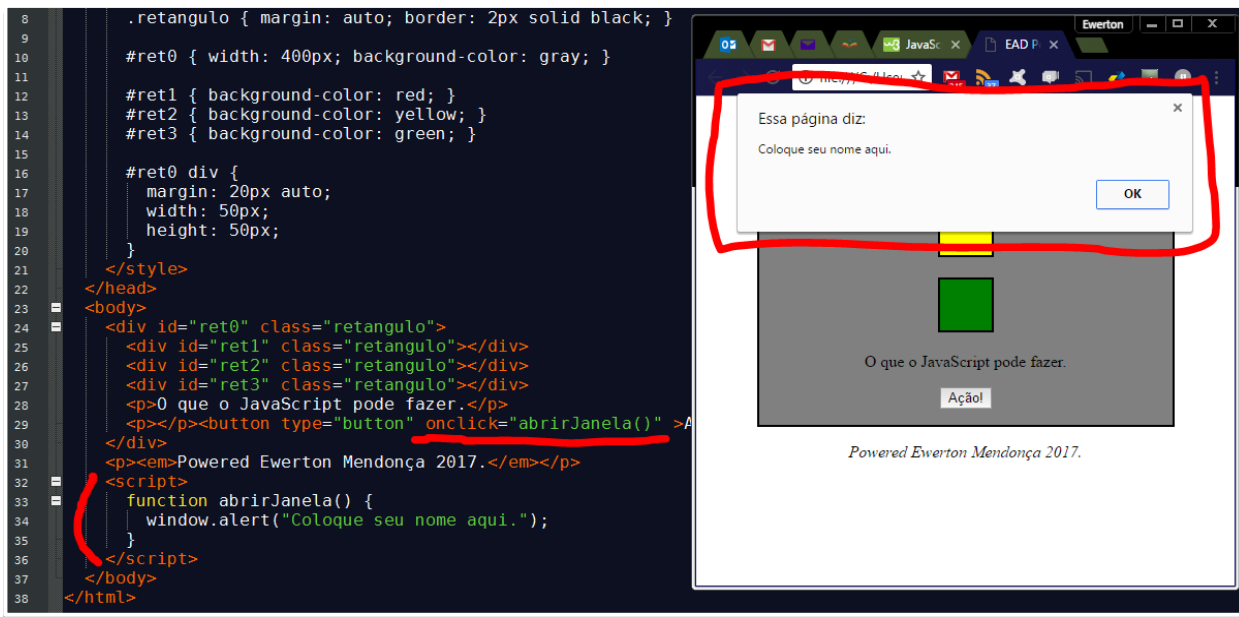 8 .retangulo { margin: auto; border: 2px solid black; }
9
10 #ret0 { width: 400px; background-color: gray; }
11
12 #ret1 { background-color: red; }
13 #ret2 { background-color: yellow; }
14 #ret3 { background-color: green; }
15
16 #ret0 div {
17 margin: 20px auto;
18 width: 50px;
19 height: 50px;
20 }
21 </style>
22 </head>
23 <body>
24 <div id="ret0" class="retangulo">
25 <div id="ret1" class="retangulo"></div>
26 <div id="ret2" class="retangulo"></div>
27 <div id="ret3" class="retangulo"></div>
28 <p>O que o JavaScript pode fazer.</p>
29 <p></p><button type="button" onclick="abrirJanela()" >A
30 </div>
31 <p><em>Powered Ewerton Mendonça 2017.</em></p>
32 <script>
33 function abrirJanela() {
34 window.alert("Coloque seu nome aqui.");
35 }
36 </script>
37 </body>
38 </html>
Ewerton
JavaSc EAD P
Essa página diz:
Coloque seu nome aqui.
OK
O que o JavaScript pode fazer.
Ação!
Powered Ewerton Mendonça 2017.